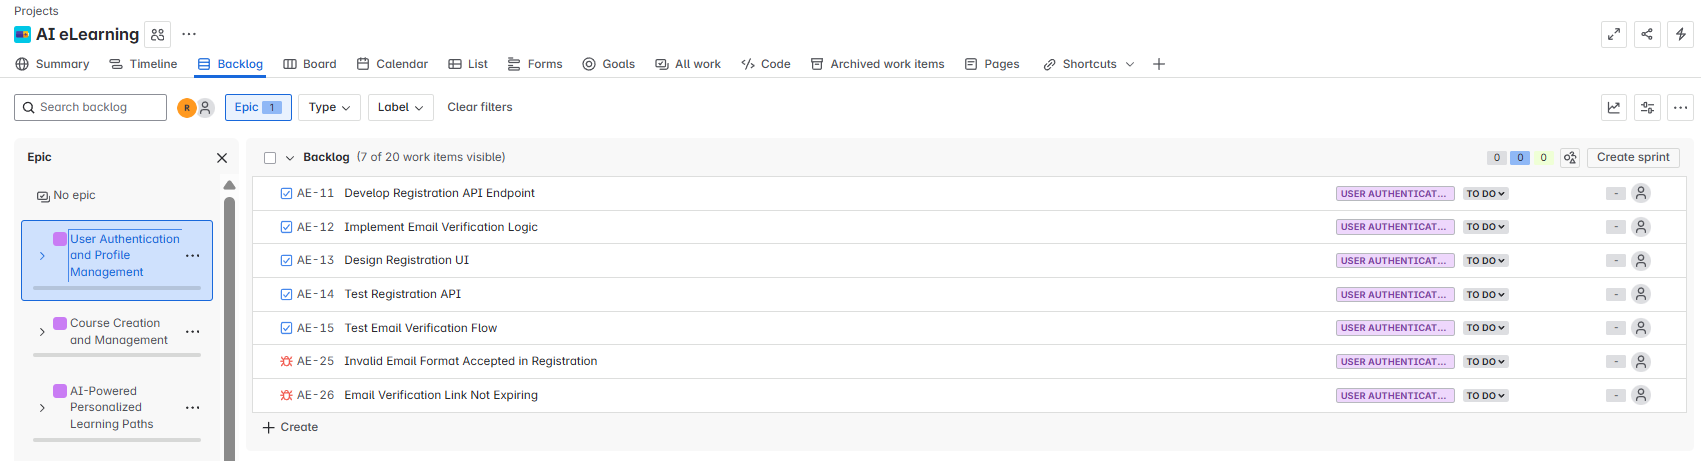 Projects
AI eLearning
Summary Timeline Backlog Board Calendar List Forms Goals All work Code Archived work items Pages Shortcuts
Search backlog R Epic 1 Type Label Clear filters
Epic
No epic
User Authentication
and Profile
Management
Course Creation
and Management
AI-Powered
Personalized
Learning Paths
Backlog (7 of 20 work items visible) 0 0 0 Create sprint
AE-11 Develop Registration API Endpoint USER AUTHENTICAT... TO DO -
AE-12 Implement Email Verification Logic USER AUTHENTICAT... TO DO -
AE-13 Design Registration UI USER AUTHENTICAT... TO DO -
AE-14 Test Registration API USER AUTHENTICAT... TO DO -
AE-15 Test Email Verification Flow USER AUTHENTICAT... TO DO -
AE-25 Invalid Email Format Accepted in Registration USER AUTHENTICAT... TO DO -
AE-26 Email Verification Link Not Expiring USER AUTHENTICAT... TO DO -
Create